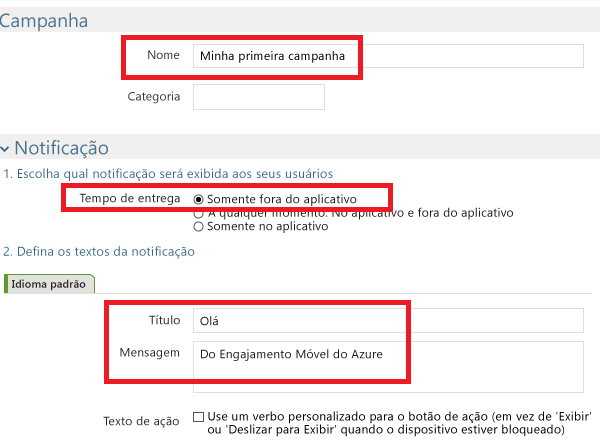 Campanha
Nome Minha primeira campanha
Categoria
Notificação
1. Escolha qual notificação será exibida aos seus usuários
Tempo de entrega Somente fora do aplicativo
A qualquer momento. No aplicativo e fora do aplicativo
Somente no aplicativo
2. Defina os textos da notificação
Idioma padrão
Título Olá
Mensagem Do Engajamento Móvel do Azure
Texto de ação Use um verbo personalizado para o botão de ação (em vez de 'Exibir'
ou 'Deslizar para Exibir' quando o dispositivo estiver bloqueado)